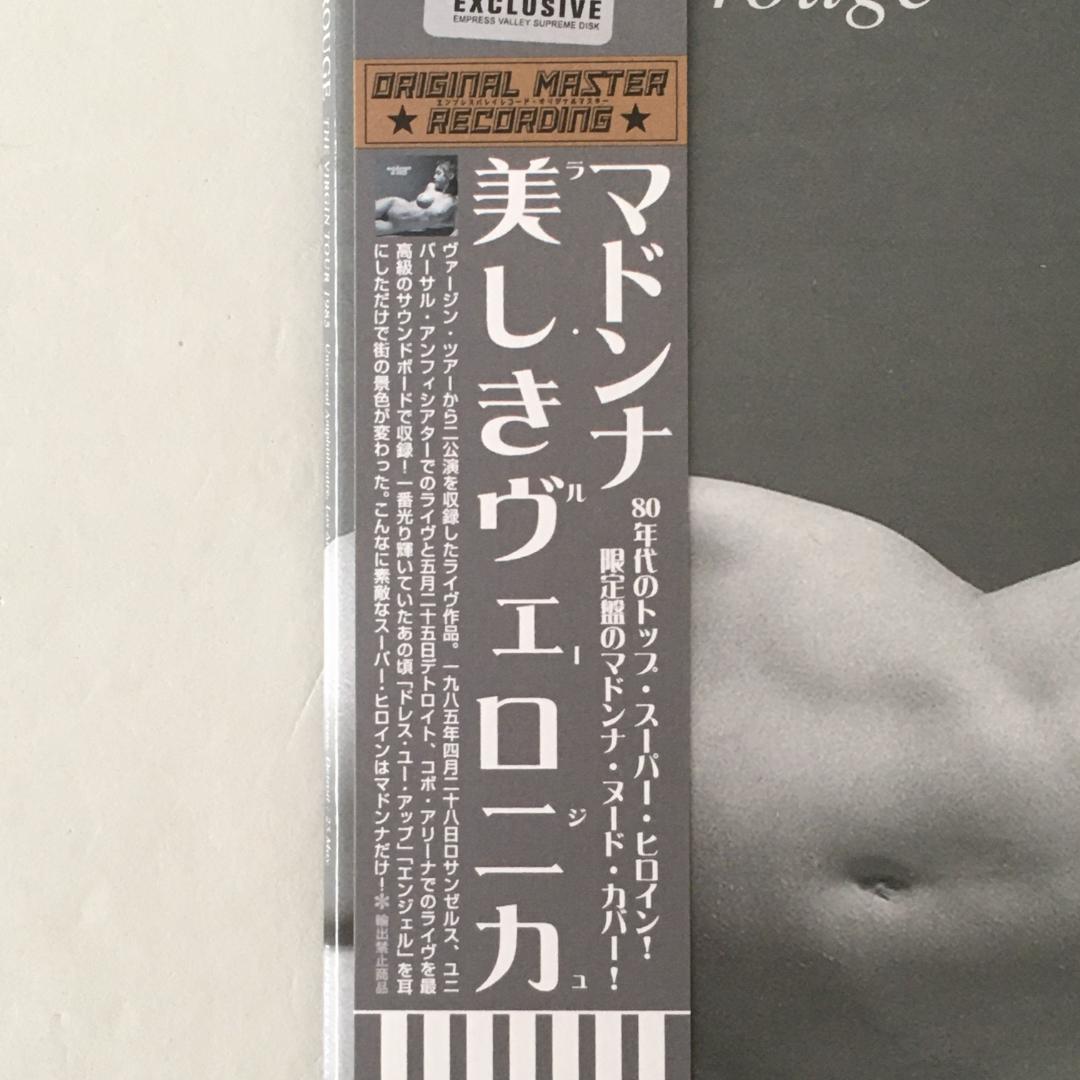 EXCLUSIVE
EMPRESS VALLEY SUPREME DISK
rouge
ORIGINAL MASTER
エンプレスバレイレコード・オリジナルマスター
★ RECORDING ★
マドンナ
80年代のトップ・スーパー・ヒロイン!
限定盤のマドンナ・ヌード・カバー!
ラ・ルージュ
美しきヴェロニカ
ヴァージン・ツアーから二公演を収録したライヴ作品。一九八五年四月二十八日ロサンゼルス、ユニ
バーサル・アンフィシアターでのライヴと五月二十五日デトロイト、コボ・アリーナでのライヴを最
高級のサウンドボードで収録!一番光り輝いていたあの頃「ドレス・ユー・アップ」「エンジェル」を耳
にしただけで街の景色が変わった。こんなに素敵なスーパー・ヒロインはマドンナだけ!✽輸出禁止商品
ROUGE THE VIRGIN TOUR 1985 Universal Amphitheatre, Los
Detroit / 25 May